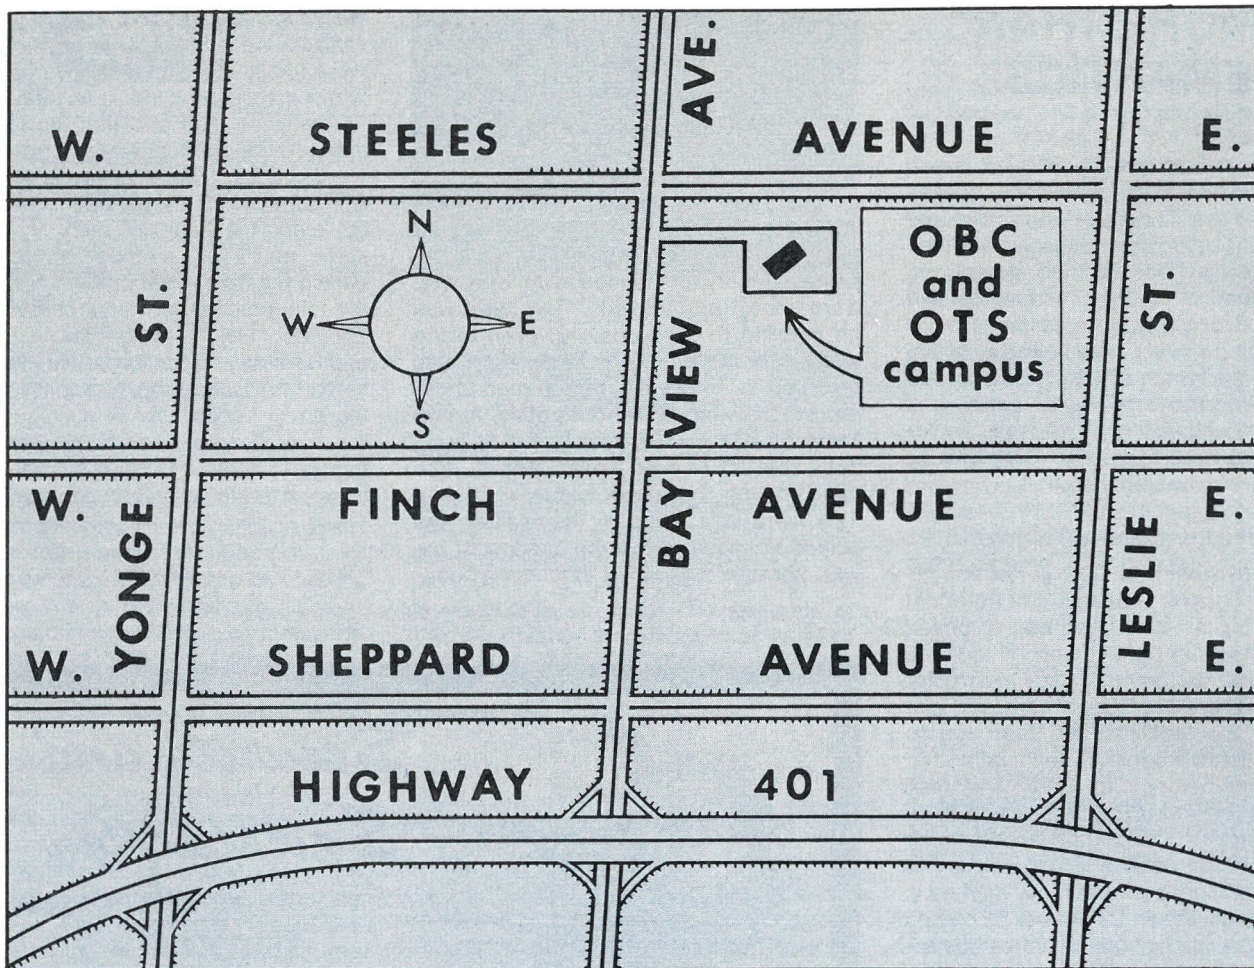 W. STEELES AVENUE E.
YONGE ST.
BAY VIEW AVE.
LESLIE ST.
N
W E
S
OBC
and
OTS
campus
W. FINCH AVENUE E.
W. SHEPPARD AVENUE E.
HIGHWAY 401